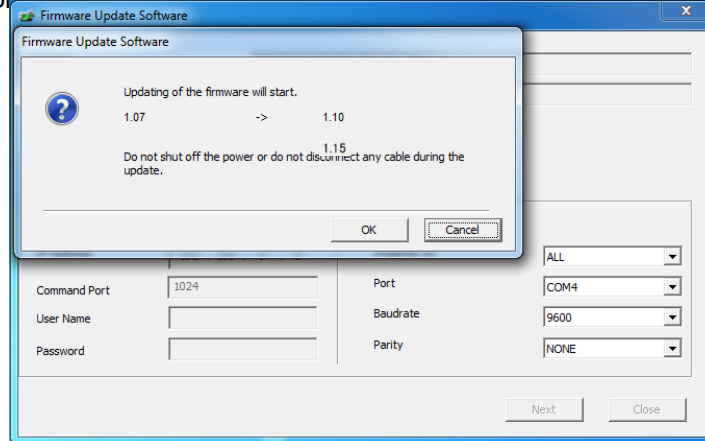 Firmware Update Software
x
Firmware Update Software
Updating of the firmware will start.
1.07 -> 1.10
1.15
Do not shut off the power or do not disconnect any cable during the
update.
OK Cancel
ALL
Command Port 1024 Port COM4
User Name Baudrate 9600
Password Parity NONE
Next Close